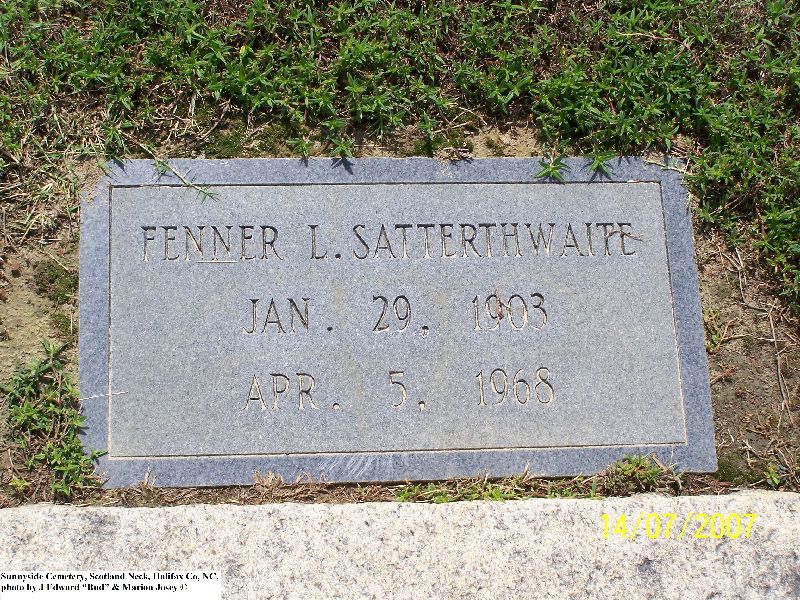 FENNER L. SATTERTHWAITE
JAN. 29, 1903
APR. 5, 1968
14/07/2007
Sunnyside Cemetery, Scotland Neck, Halifax Co, NC,
photo by J Edward "Bud" & Marion Josey ©